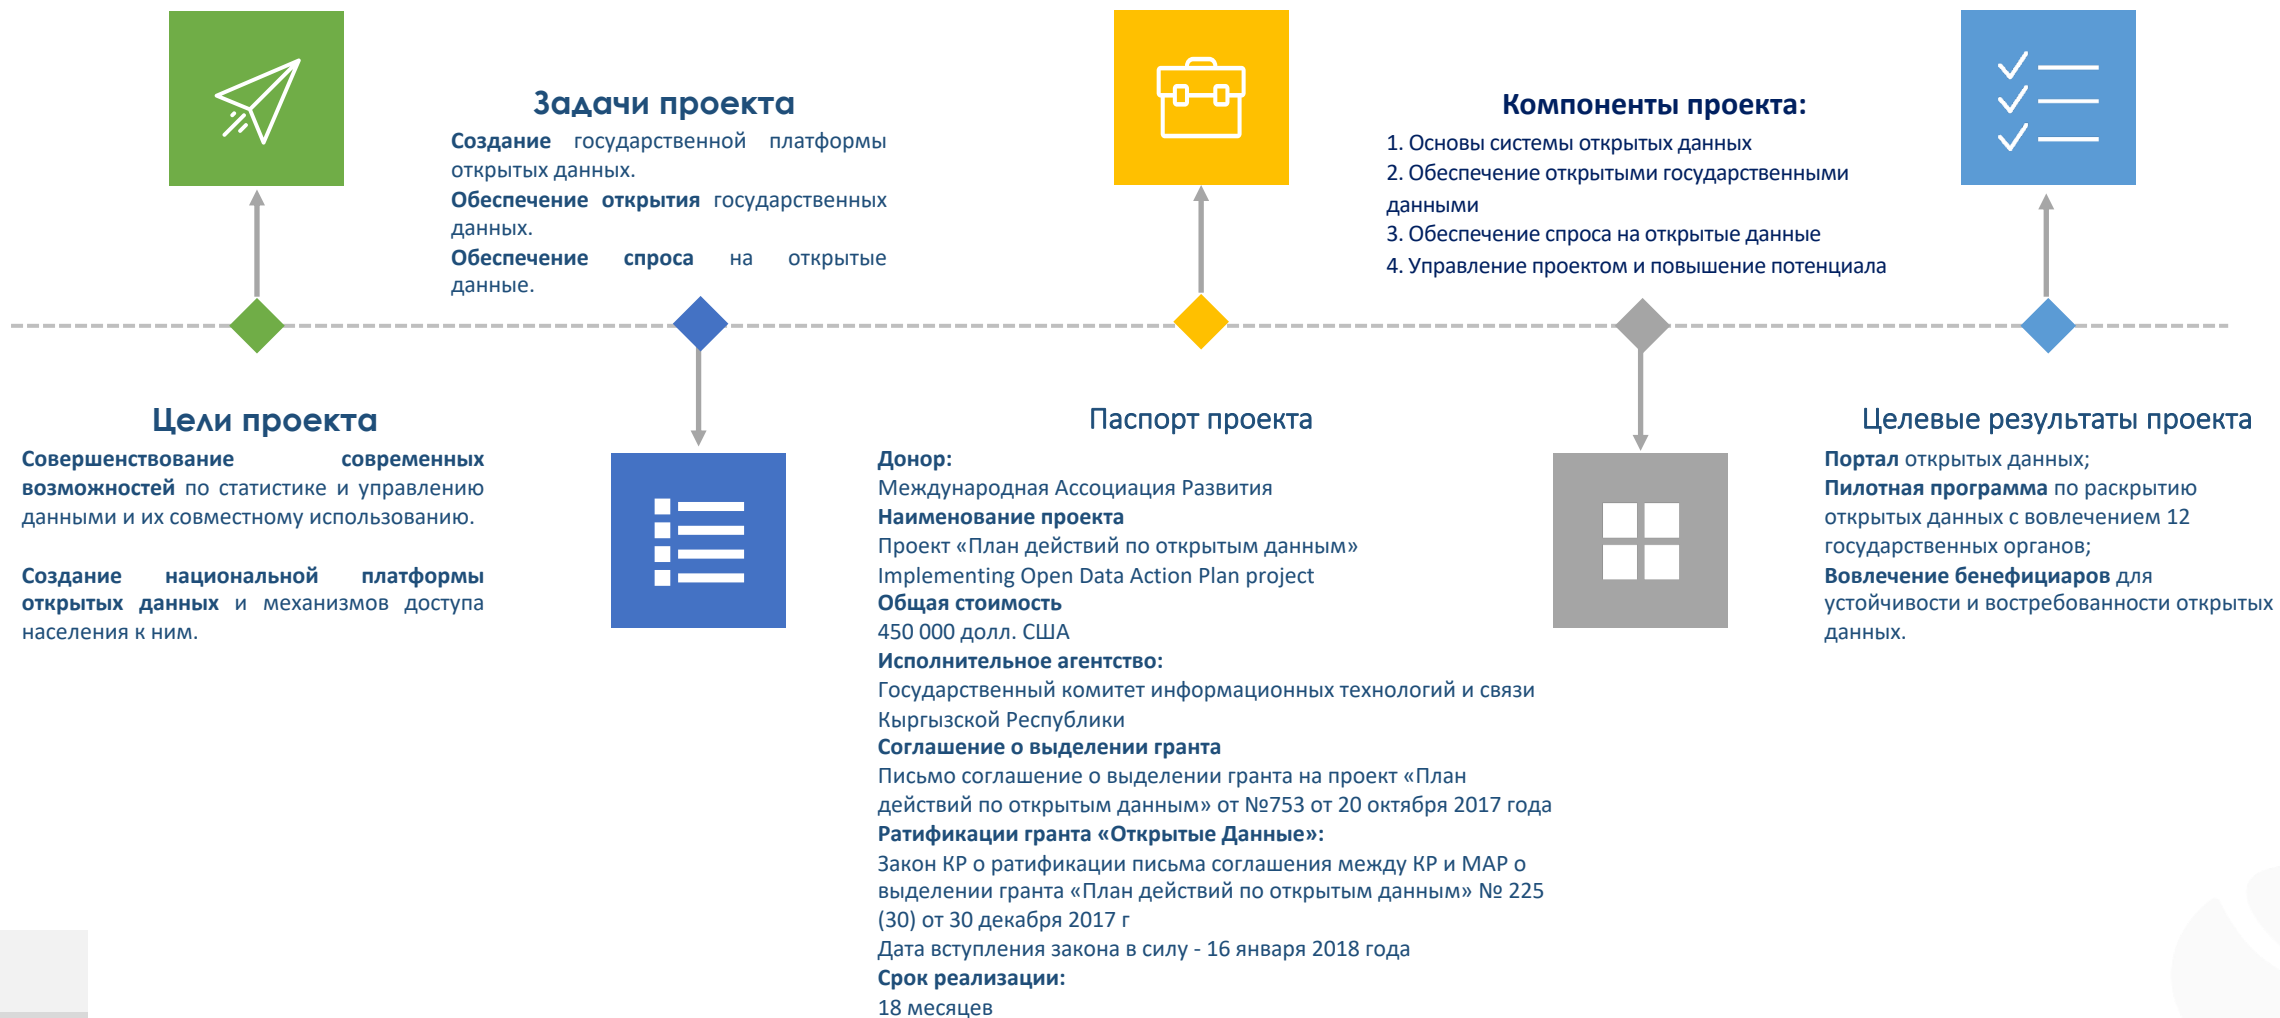 Цели проекта
Совершенствование современных
возможностей по статистике и управлению
данными и их совместному использованию.
Создание национальной платформы
открытых данных и механизмов доступа
населения к ним.
Задачи проекта
Создание государственной платформы
открытых данных.
Обеспечение открытия государственных
данных.
Обеспечение спроса на открытые
данные.
Паспорт проекта
Донор:
Международная Ассоциация Развития
Наименование проекта
Проект «План действий по открытым данным»
Implementing Open Data Action Plan project
Общая стоимость
450 000 долл. США
Исполнительное агентство:
Государственный комитет информационных технологий и связи
Кыргызской Республики
Соглашение о выделении гранта
Письмо соглашение о выделении гранта на проект «План
действий по открытым данным» от №753 от 20 октября 2017 года
Ратификации гранта «Открытые Данные»:
Закон КР о ратификации письма соглашения между КР и МАР о
выделении гранта «План действий по открытым данным» № 225
(30) от 30 декабря 2017 г
Дата вступления закона в силу - 16 января 2018 года
Срок реализации:
18 месяцев
Компоненты проекта:
1. Основы системы открытых данных
2. Обеспечение открытыми государственными
данными
3. Обеспечение спроса на открытые данные
4. Управление проектом и повышение потенциала
Целевые результаты проекта
Портал открытых данных;
Пилотная программа по раскрытию
открытых данных с вовлечением 12
государственных органов;
Вовлечение бенефициаров для
устойчивости и востребованности открытых
данных.